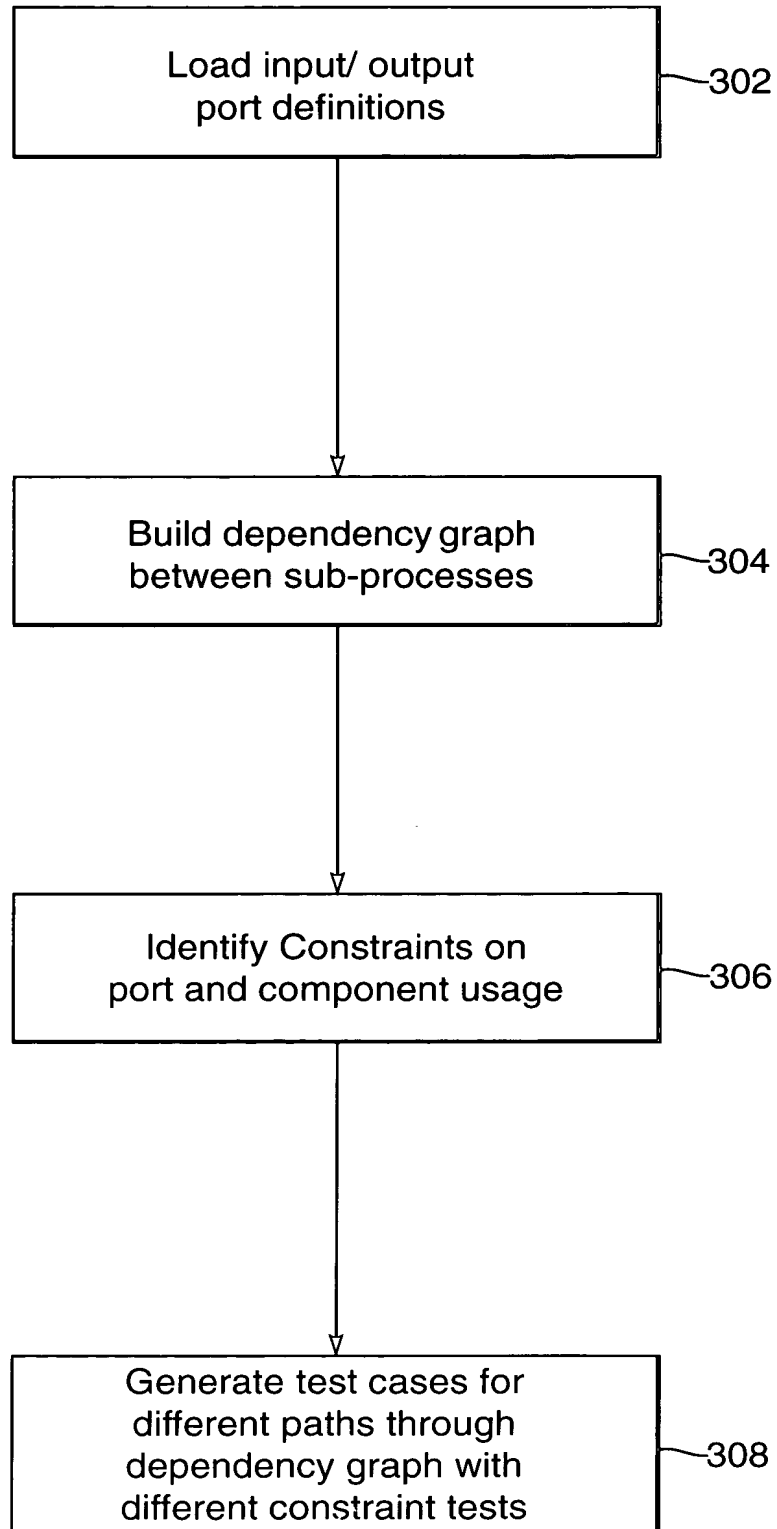 Load input/ output
port definitions
302
Build dependency graph
between sub-processes
304
Identify Constraints on
port and component usage
306
Generate test cases for
different paths through
dependency graph with
different constraint tests
308